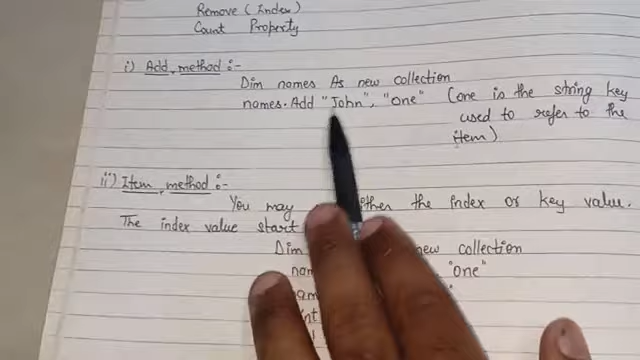 Remove (Index)
Count Property
i) Add method :-
Dim names As new collection
names.Add "John", "one" (one is the string key
used to refer to the
item)
ii) Item method :-
You may the index or key value.
The index value start
Dim new collection
"one"